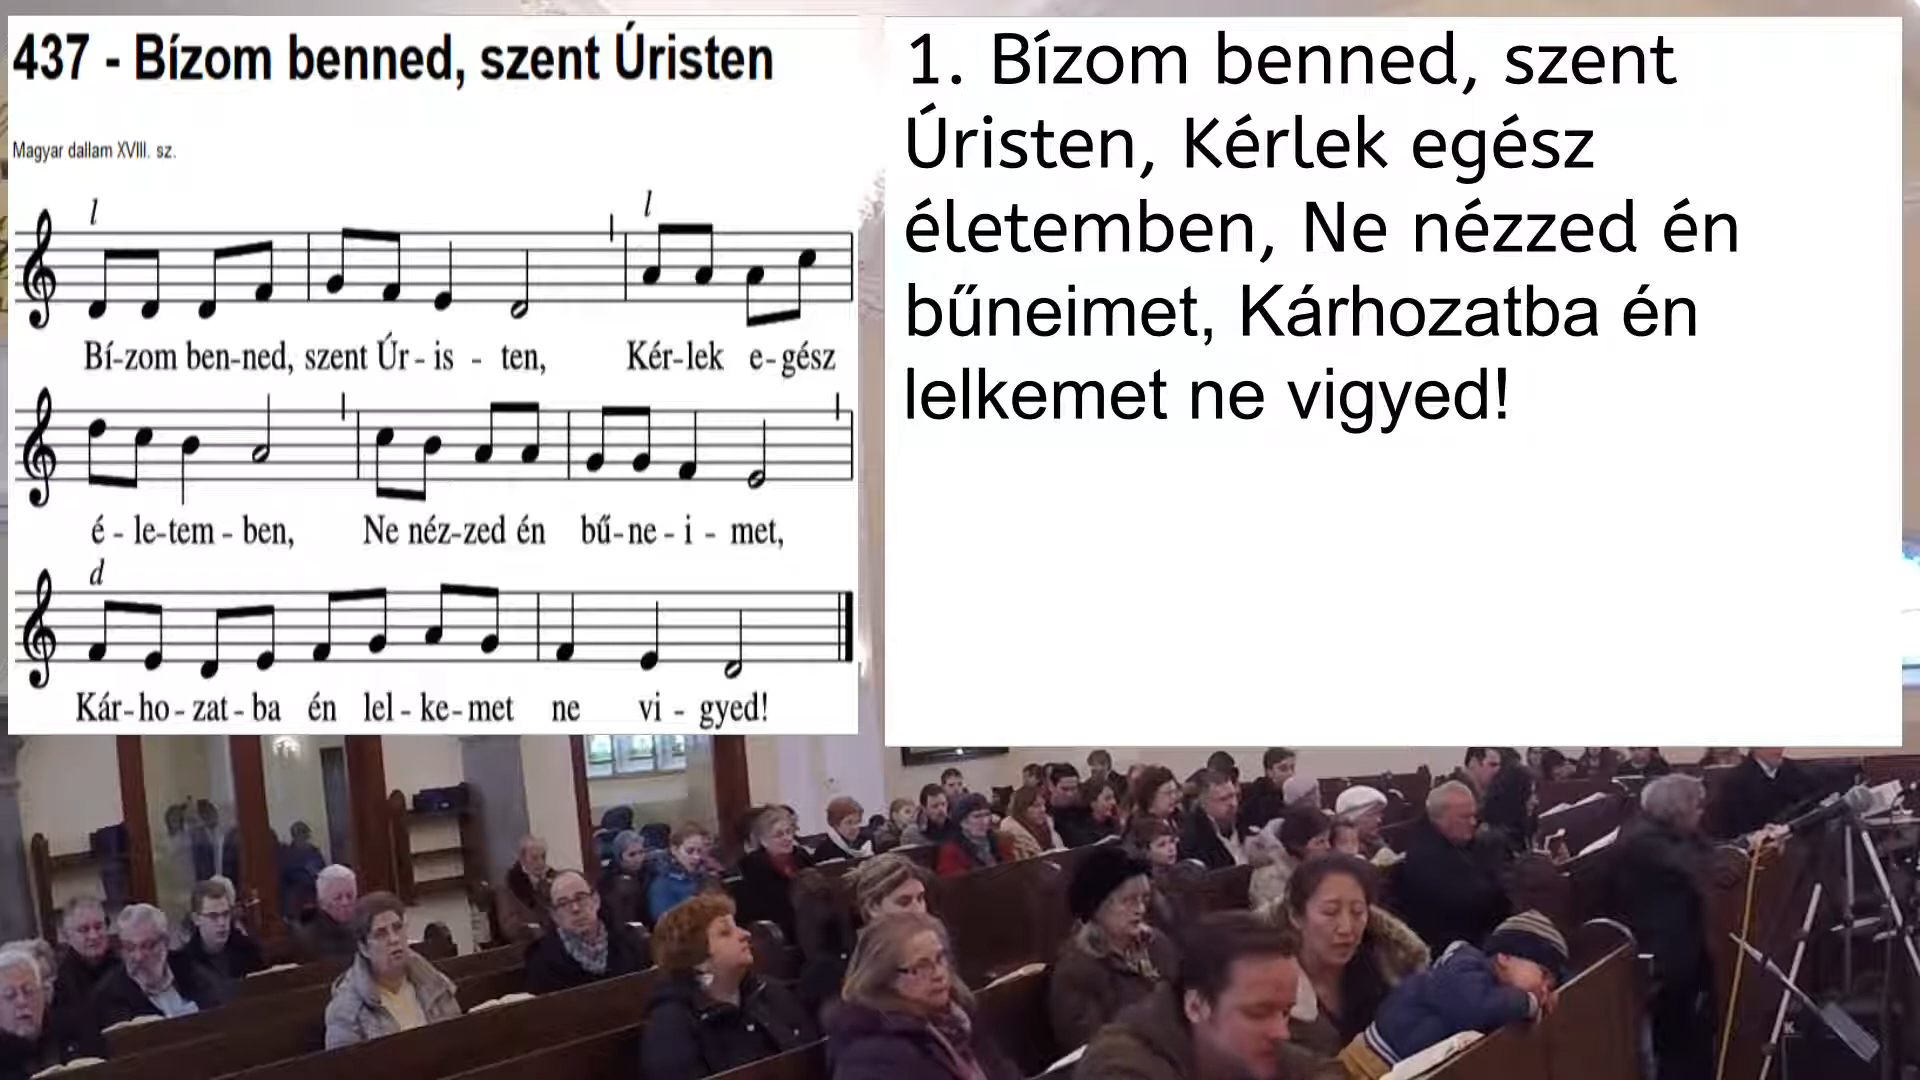 437 - Bízom benned, szent Úristen
Magyar dallam XVIII. sz.
l l
Bí-zom ben-ned, szent Úr - is - ten, Kér-lek e-gész
é - le-tem - ben, Ne néz-zed én bű-ne - i - met,
d
Kár-ho - zat - ba én lel - ke-met ne vi - gyed!
1. Bízom benned, szent
Úristen, Kérlek egész
életemben, Ne nézzed én
bűneimet, Kárhozatba én
lelkemet ne vigyed!